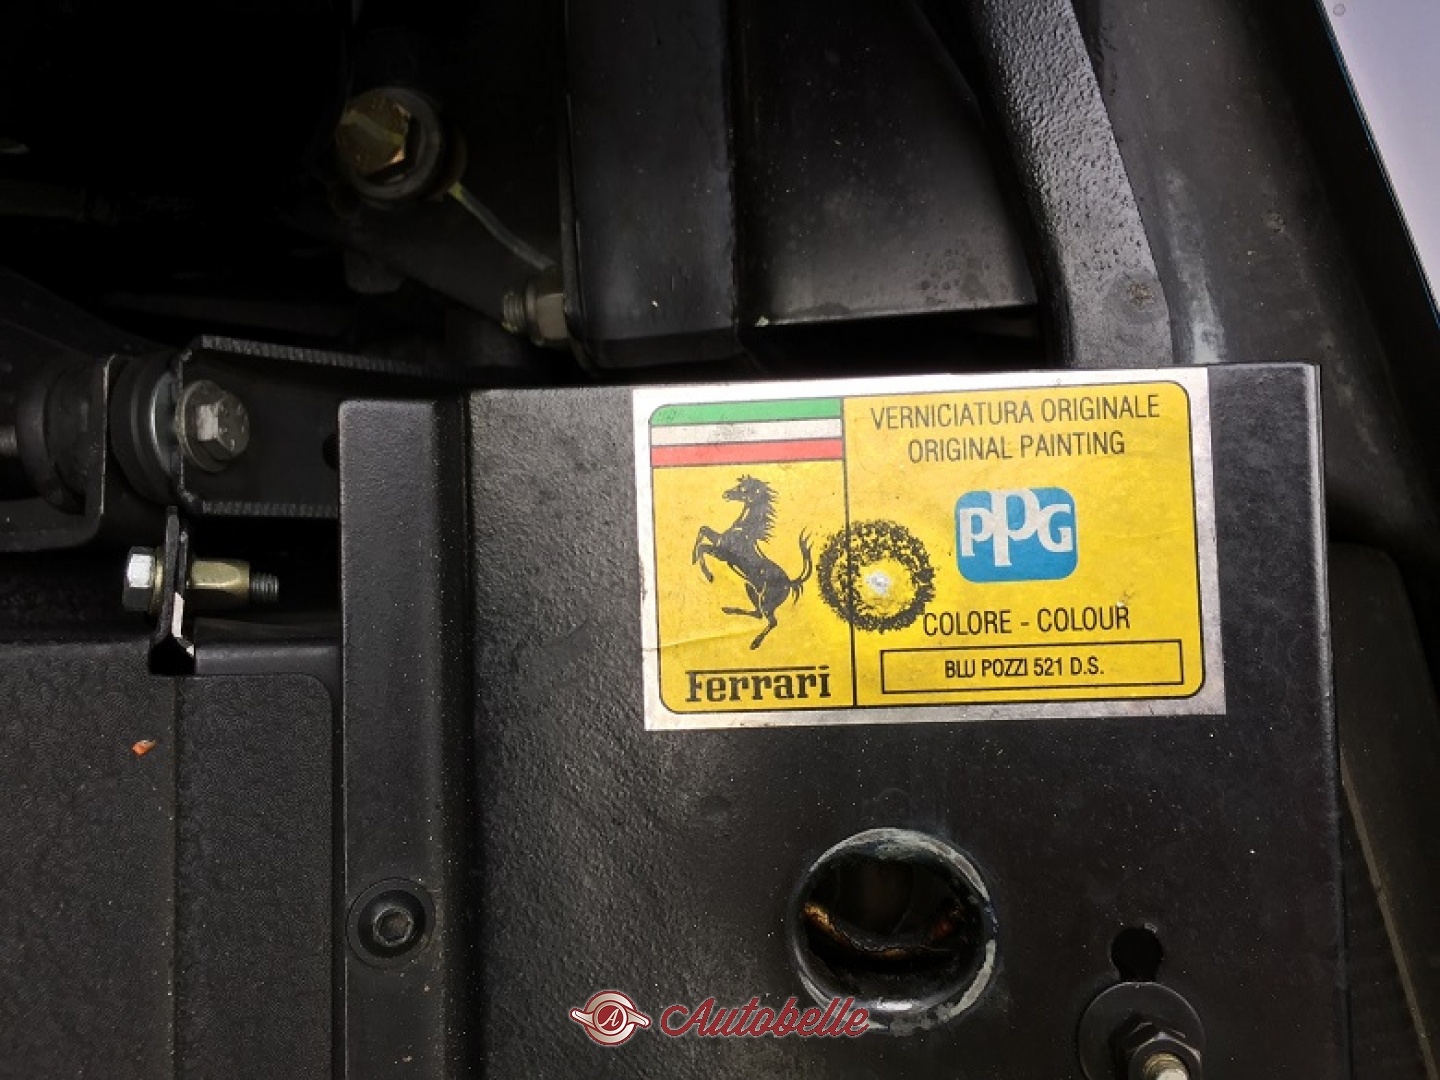 VERNICIATURA ORIGINALE
ORIGINAL PAINTING
PPG
COLORE - COLOUR
BLU POZZI 521 D.S.
Ferrari
A Autobelle